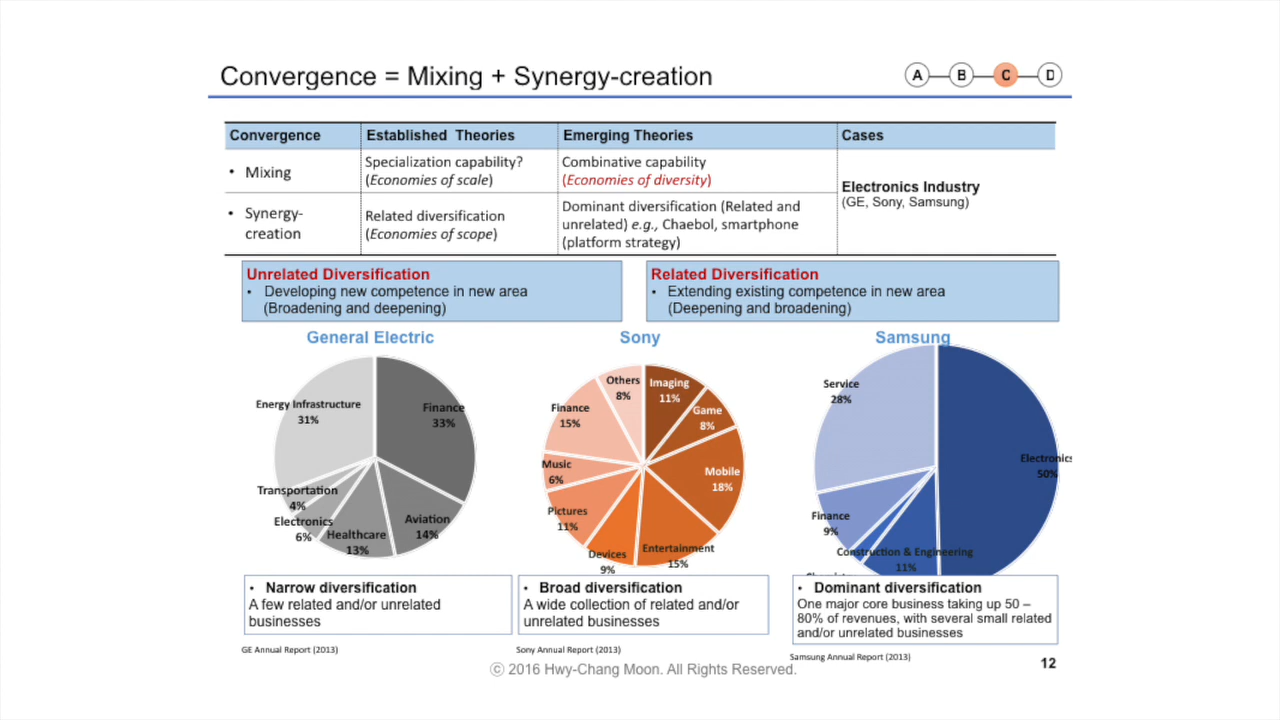 Convergence = Mixing + Synergy-creation
A B C D
Convergence
Established Theories
Emerging Theories
Cases
• Mixing
Specialization capability?
(Economies of scale)
Combinative capability
(Economies of diversity)
Electronics Industry
(GE, Sony, Samsung)
• Synergy-
creation
Related diversification
(Economies of scope)
Dominant diversification (Related and
unrelated) e.g., Chaebol, smartphone
(platform strategy)
Unrelated Diversification
• Developing new competence in new area
(Broadening and deepening)
Related Diversification
• Extending existing competence in new area
(Deepening and broadening)
General Electric
Energy Infrastructure
31%
Finance
33%
Transportation
4%
Electronics
6%
Healthcare
13%
Aviation
14%
Sony
Others
8%
Imaging
11%
Game
8%
Finance
15%
Music
6%
Mobile
18%
Pictures
11%
Devices
9%
Entertainment
15%
Samsung
Service
28%
Electronics
50%
Finance
9%
Construction & Engineering
11%
• Narrow diversification
A few related and/or unrelated
businesses
• Broad diversification
A wide collection of related and/or
unrelated businesses
• Dominant diversification
One major core business taking up 50 –
80% of revenues, with several small related
and/or unrelated businesses
GE Annual Report (2013)
Sony Annual Report (2013)
Samsung Annual Report (2013)
© 2016 Hwy-Chang Moon. All Rights Reserved.
12